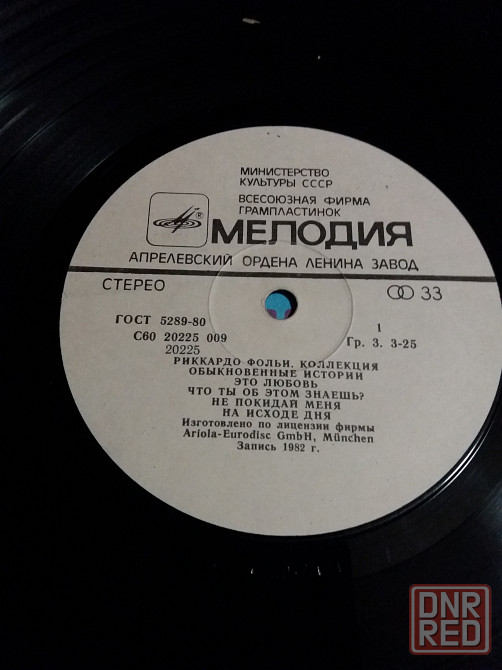 МИНИСТЕРСТВО
КУЛЬТУРЫ СССР
ВСЕСОЮЗНАЯ ФИРМА
ГРАМПЛАСТИНОК
®
МЕЛОДИЯ
АПРЕЛЕВСКИЙ ОРДЕНА ЛЕНИНА ЗАВОД
СТЕРЕО
33
ГОСТ 5289-80
1
С60 20225 009
Гр. 3. 3-25
20225
РИККАРДО ФОЛЬИ. КОЛЛЕКЦИЯ
ОБЫКНОВЕННЫЕ ИСТОРИИ
ЭТО ЛЮБОВЬ
ЧТО ТЫ ОБ ЭТОМ ЗНАЕШЬ?
НЕ ПОКИДАЙ МЕНЯ
НА ИСХОДЕ ДНЯ
Изготовлено по лицензии фирмы
Ariola-Eurodisc GmbH, München
Запись 1982 г.
DNR
RED